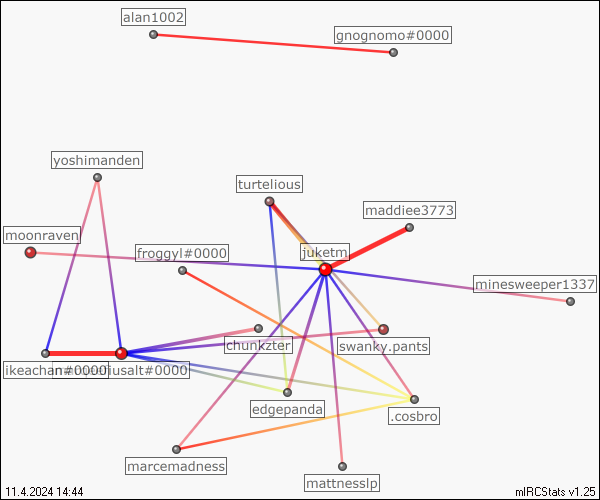 alan1002
gnognomo#0000
yoshimanden
turtelious
maddiee3773
moonraven
froggyl#0000
juketm
minesweeper1337
chunkzter
swanky.pants
ikeachan#0000
iusalt#0000
edgepanda
.cosbro
marcemadness
mattnesslp
11.4.2024 14:44
mIRCStats v1.25